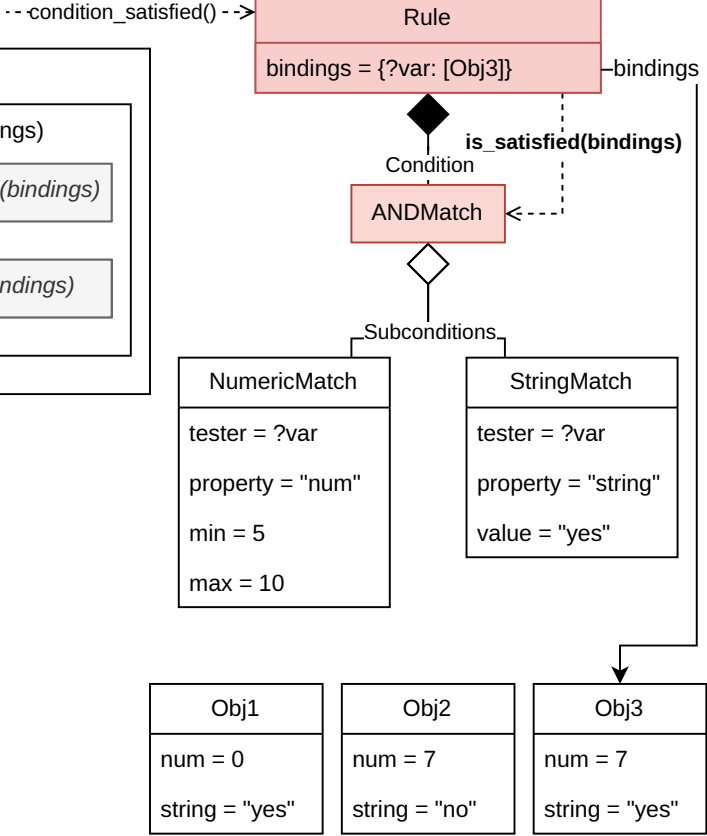 condition_satisfied()
Rule
bindings = {?var: [Obj3]}
bindings
ngs)
is_satisfied(bindings)
Condition
(bindings)
ANDMatch
ndings)
Subconditions
NumericMatch
tester = ?var
property = "num"
min = 5
max = 10
StringMatch
tester = ?var
property = "string"
value = "yes"
Obj1
num = 0
string = "yes"
Obj2
num = 7
string = "no"
Obj3
num = 7
string = "yes"